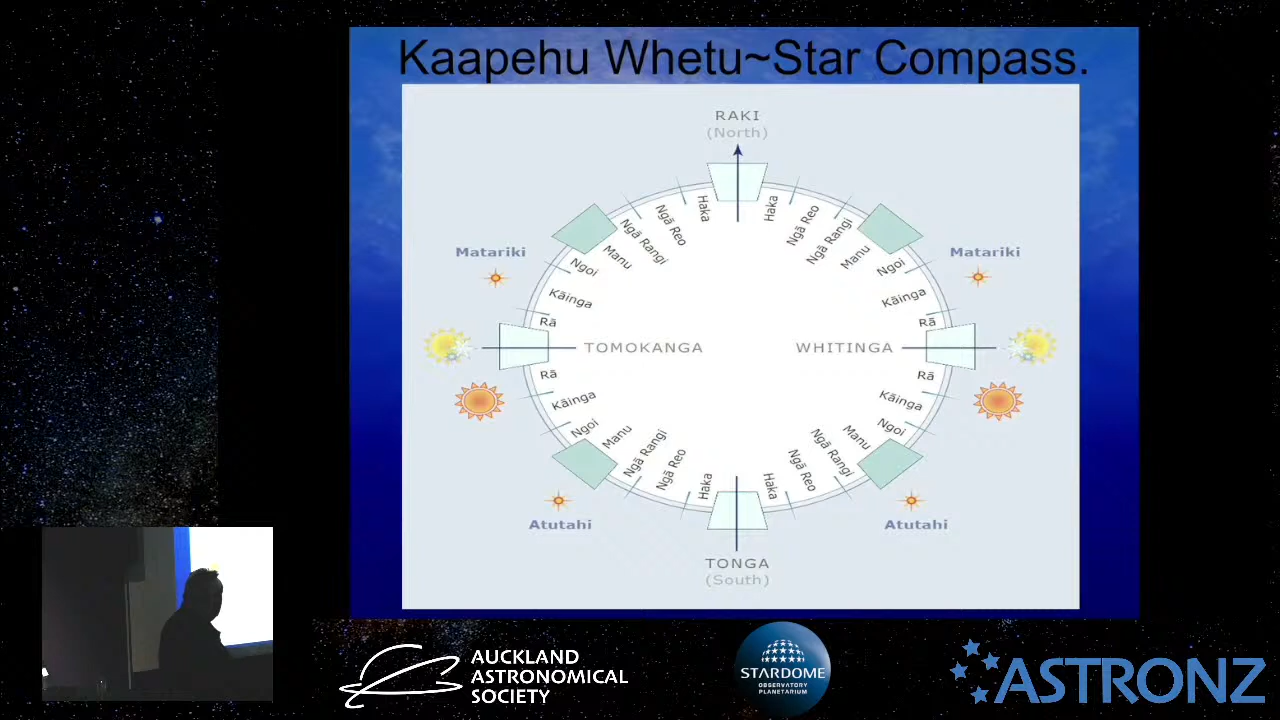 Kaapehu Whetu~Star Compass.
RAKI
(North)
Haka
Haka
Ngā Reo
Ngā Reo
Ngā Rangi
Ngā Rangi
Manu
Manu
Matariki
Matariki
Ngoi
Ngoi
Kāinga
Kāinga
Rā
Rā
TOMOKANGA
WHITINGA
Rā
Rā
Kāinga
Kāinga
Ngoi
Ngoi
Manu
Manu
Ngā Rangi
Ngā Rangi
Ngā Reo
Ngā Reo
Haka
Haka
Atutahi
Atutahi
TONGA
(South)
AUCKLAND
ASTRONOMICAL
SOCIETY
STARDOME
OBSERVATORY
PLANETARIUM
ASTRONZ